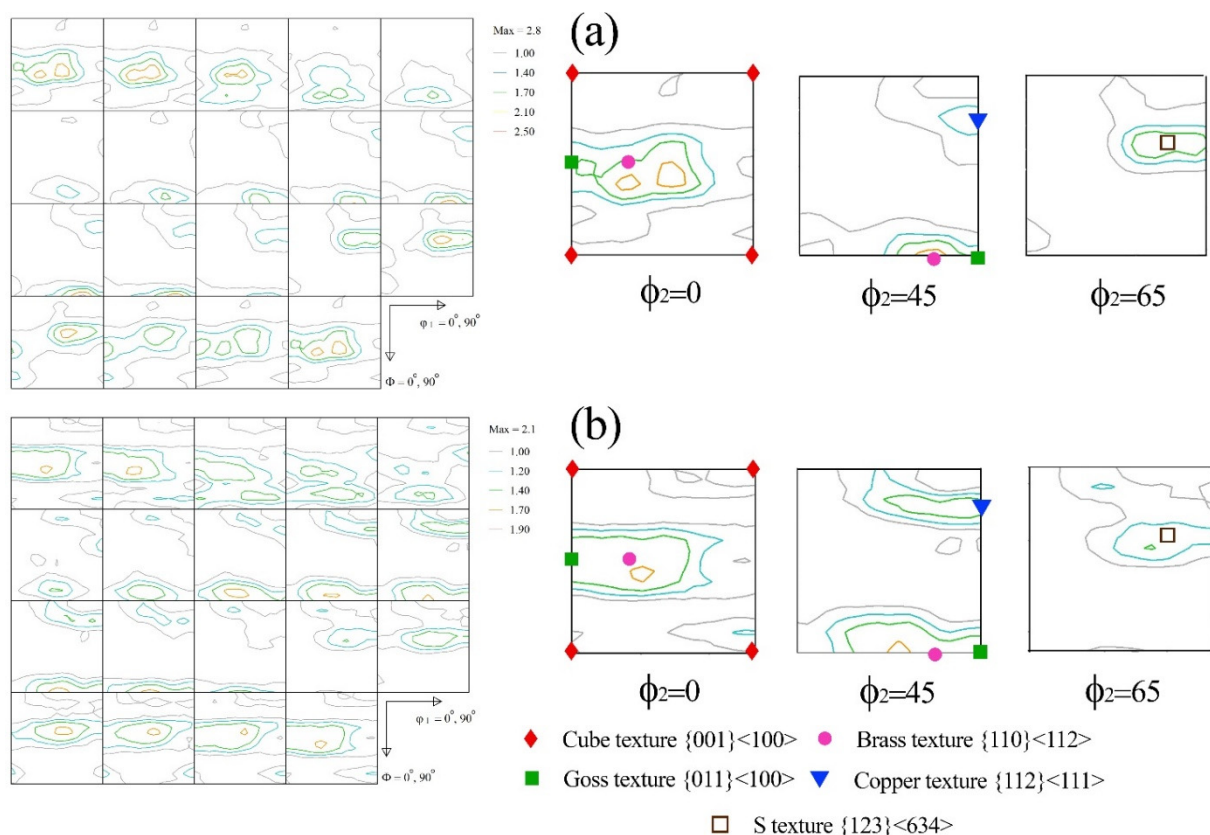 Max = 2.8
1.00
1.40
1.70
2.10
2.50
φ1 = 0°, 90°
Φ = 0°, 90°
(a)
ϕ2=0
ϕ2=45
ϕ2=65
Max = 2.1
1.00
1.20
1.40
1.70
1.90
φ1 = 0°, 90°
Φ = 0°, 90°
(b)
ϕ2=0
ϕ2=45
ϕ2=65
Cube texture {001}<100>
Brass texture {110}<112>
Goss texture {011}<100>
Copper texture {112}<111>
S texture {123}<634>